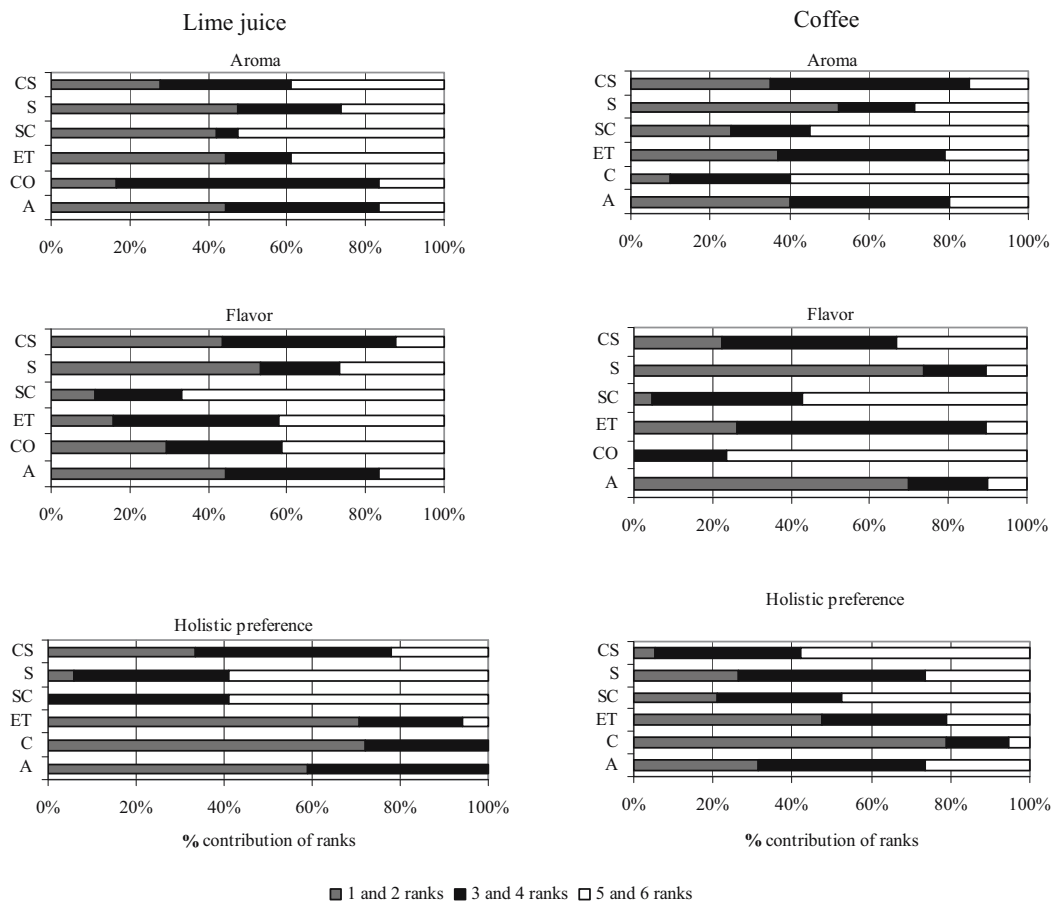 Lime juice
Aroma
CS
S
SC
ET
CO
A
0% 20% 40% 60% 80% 100%
Flavor
CS
S
SC
ET
CO
A
0% 20% 40% 60% 80% 100%
Holistic preference
CS
S
SC
ET
C
A
0% 20% 40% 60% 80% 100%
% contribution of ranks
Coffee
Aroma
CS
S
SC
ET
C
A
0% 20% 40% 60% 80% 100%
Flavor
CS
S
SC
ET
CO
A
0% 20% 40% 60% 80% 100%
Holistic preference
CS
S
SC
ET
C
A
0% 20% 40% 60% 80% 100%
% contribution of ranks
1 and 2 ranks 3 and 4 ranks 5 and 6 ranks